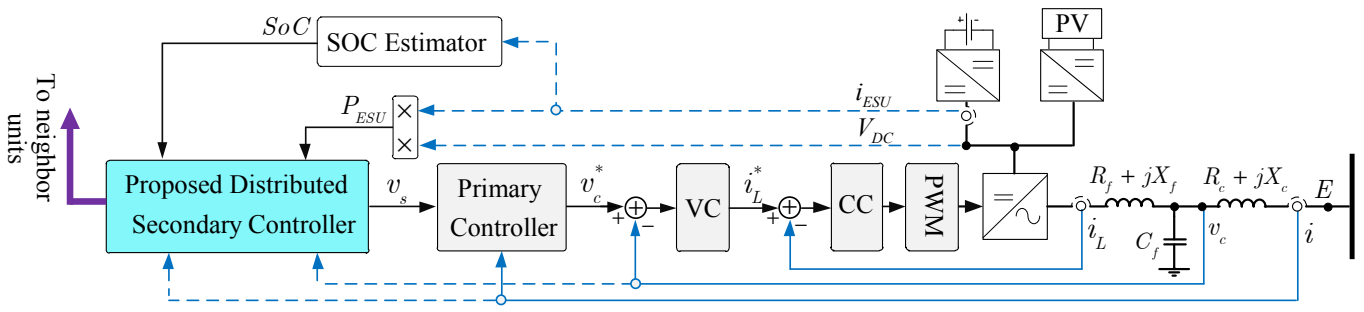 SoC
SOC Estimator
PV
To neighbor
units
P_ESU
×
×
i_ESU
V_DC
Proposed Distributed
Secondary Controller
v_s
Primary
Controller
v_c^*
+
−
VC
i_L^*
+
−
CC
PWM
R_f + jX_f
R_c + jX_c
E
i_L
C_f
v_c
i